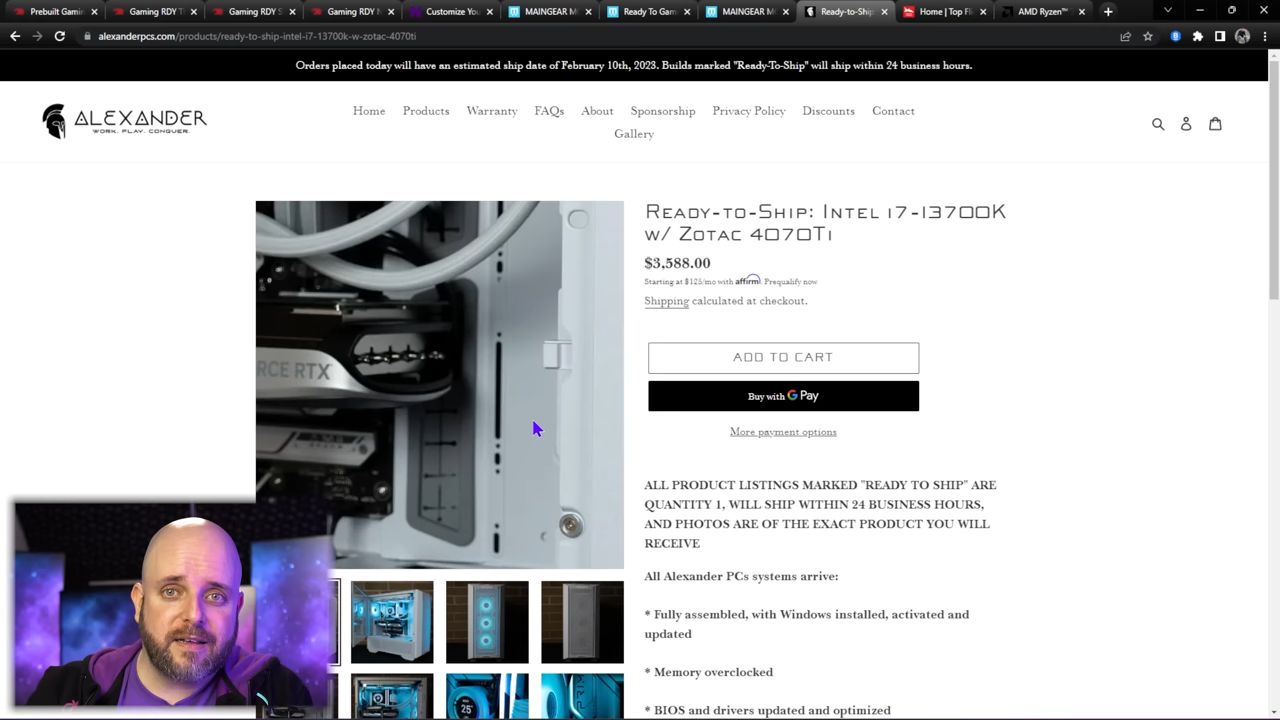 Prebuilt Gamin
Gaming RDY T
Gaming RDY S
Gaming RDY N
Customize You
MAINGEAR M
Ready To Gam
MAINGEAR M
Ready-to-Ship
Home | Top Fl
AMD Ryzen™
alexanderpcs.com/products/ready-to-ship-intel-i7-13700k-w-zotac-4070ti
Orders placed today will have an estimated ship date of February 10th, 2023. Builds marked "Ready-To-Ship" will ship within 24 business hours.
ALEXANDER
WORK. PLAY. CONQUER.
Home Products Warranty FAQs About Sponsorship Privacy Policy Discounts Contact
Gallery
Ready-to-Ship: Intel i7-13700K
w/ Zotac 4070Ti
$3,588.00
Starting at $125/mo with affirm. Prequalify now
Shipping calculated at checkout.
ADD TO CART
Buy with G Pay
More payment options
ALL PRODUCT LISTINGS MARKED "READY TO SHIP" ARE
QUANTITY 1, WILL SHIP WITHIN 24 BUSINESS HOURS,
AND PHOTOS ARE OF THE EXACT PRODUCT YOU WILL
RECEIVE
All Alexander PCs systems arrive:
* Fully assembled, with Windows installed, activated and
updated
* Memory overclocked
* BIOS and drivers updated and optimized
RCE RTX
25°